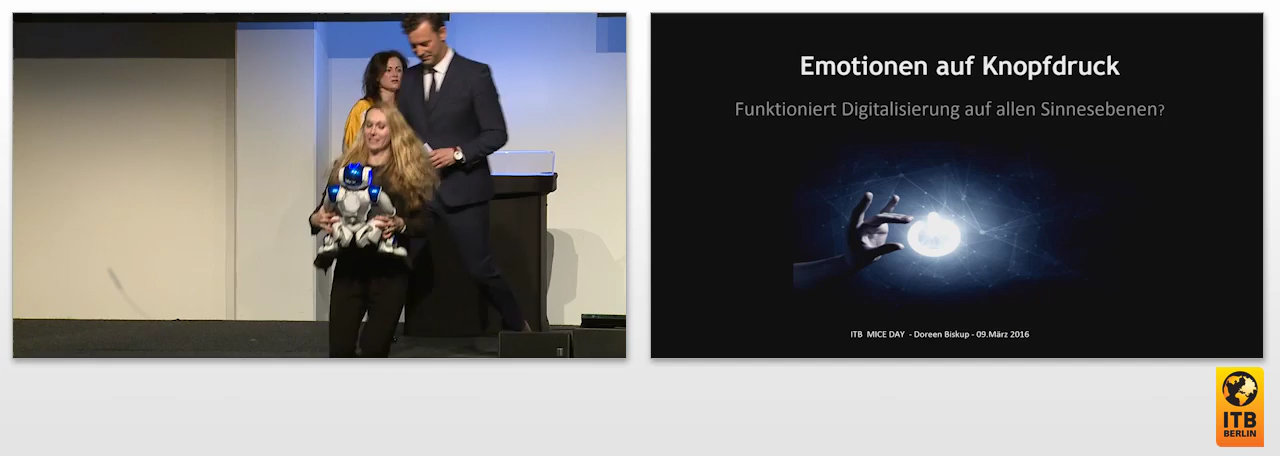 Emotionen auf Knopfdruck
Funktioniert Digitalisierung auf allen Sinnesebenen?
ITB MICE DAY - Doreen Biskup - 09.März 2016
ITB
BERLIN